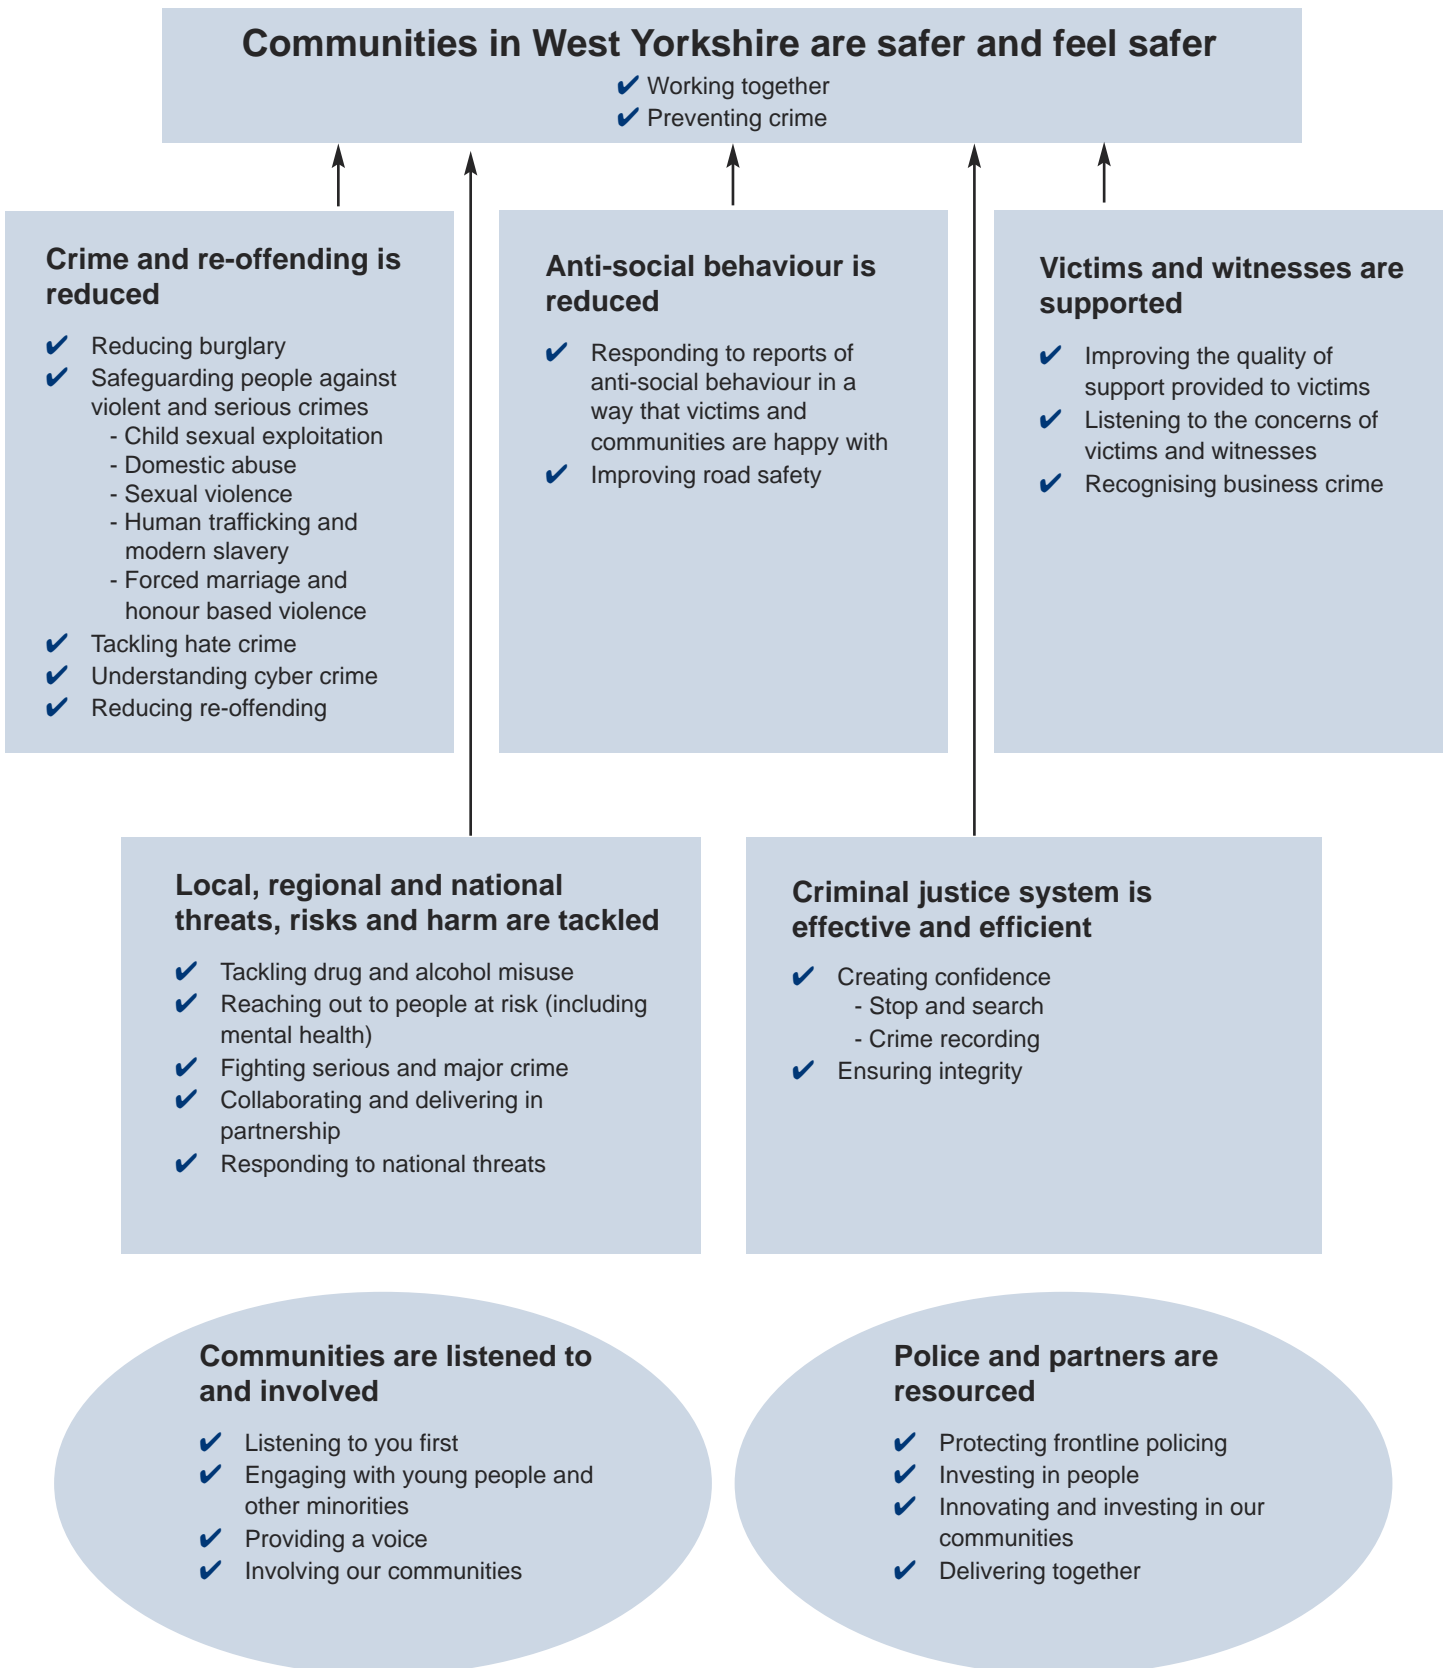 Communities in West Yorkshire are safer and feel safer
✔ Working together
✔ Preventing crime
Crime and re-offending is
reduced
✔ Reducing burglary
✔ Safeguarding people against
violent and serious crimes
- Child sexual exploitation
- Domestic abuse
- Sexual violence
- Human trafficking and
modern slavery
- Forced marriage and
honour based violence
✔ Tackling hate crime
✔ Understanding cyber crime
✔ Reducing re-offending
Anti-social behaviour is
reduced
✔ Responding to reports of
anti-social behaviour in a
way that victims and
communities are happy with
✔ Improving road safety
Victims and witnesses are
supported
✔ Improving the quality of
support provided to victims
✔ Listening to the concerns of
victims and witnesses
✔ Recognising business crime
Local, regional and national
threats, risks and harm are tackled
✔ Tackling drug and alcohol misuse
✔ Reaching out to people at risk (including
mental health)
✔ Fighting serious and major crime
✔ Collaborating and delivering in
partnership
✔ Responding to national threats
Criminal justice system is
effective and efficient
✔ Creating confidence
- Stop and search
- Crime recording
✔ Ensuring integrity
Communities are listened to
and involved
✔ Listening to you first
✔ Engaging with young people and
other minorities
✔ Providing a voice
✔ Involving our communities
Police and partners are
resourced
✔ Protecting frontline policing
✔ Investing in people
✔ Innovating and investing in our
communities
✔ Delivering together